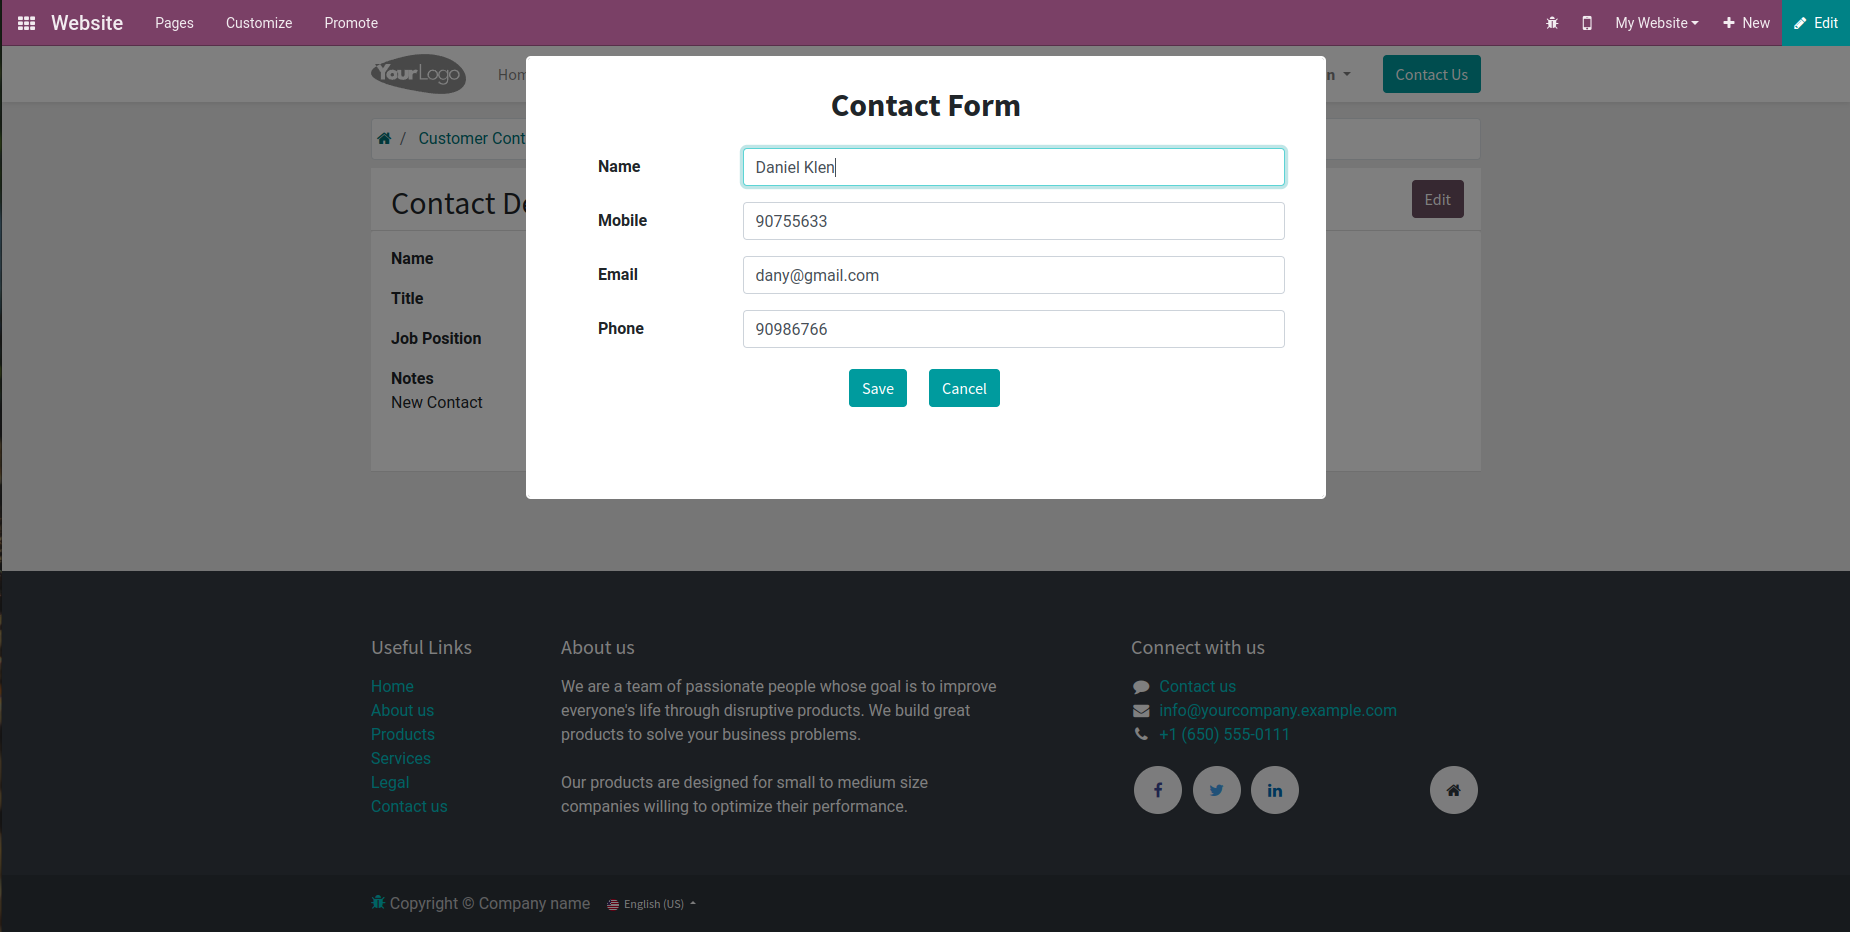 Website Pages Customize Promote My Website New Edit
YourLogo Hom n Contact Us
/ Customer Cont
Contact De Edit
Name
Title
Job Position
Notes
New Contact
Contact Form
Name Daniel Klen
Mobile 90755633
Email dany@gmail.com
Phone 90986766
Save Cancel
Useful Links
Home
About us
Products
Services
Legal
Contact us
About us
We are a team of passionate people whose goal is to improve
everyone's life through disruptive products. We build great
products to solve your business problems.
Our products are designed for small to medium size
companies willing to optimize their performance.
Connect with us
Contact us
info@yourcompany.example.com
+1 (650) 555-0111
Copyright © Company name English (US)